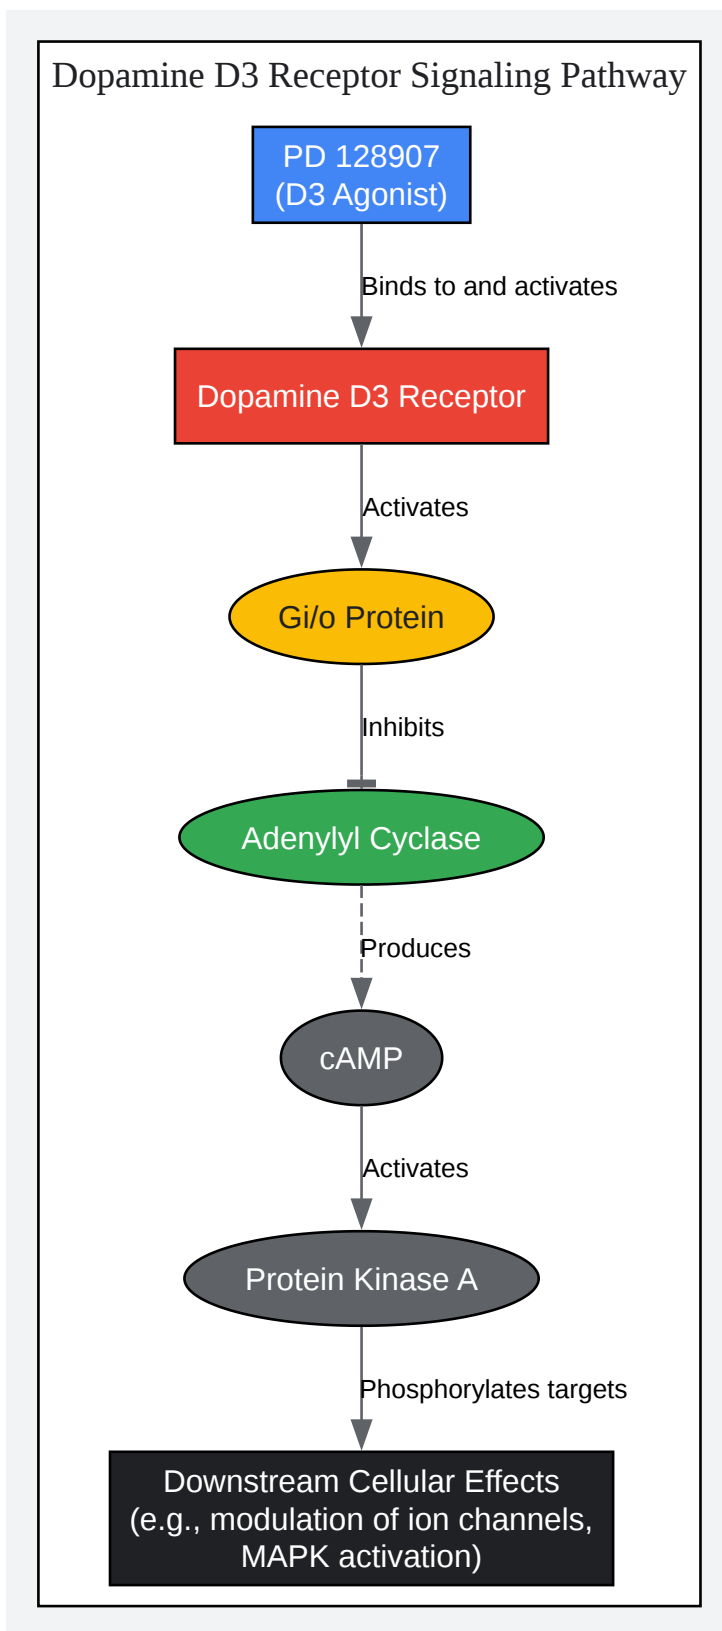 Dopamine D3 Receptor Signaling Pathway
PD 128907
(D3 Agonist)
Binds to and activates
Dopamine D3 Receptor
Activates
Gi/o Protein
Inhibits
Adenylyl Cyclase
Produces
cAMP
Activates
Protein Kinase A
Phosphorylates targets
Downstream Cellular Effects
(e.g., modulation of ion channels,
MAPK activation)